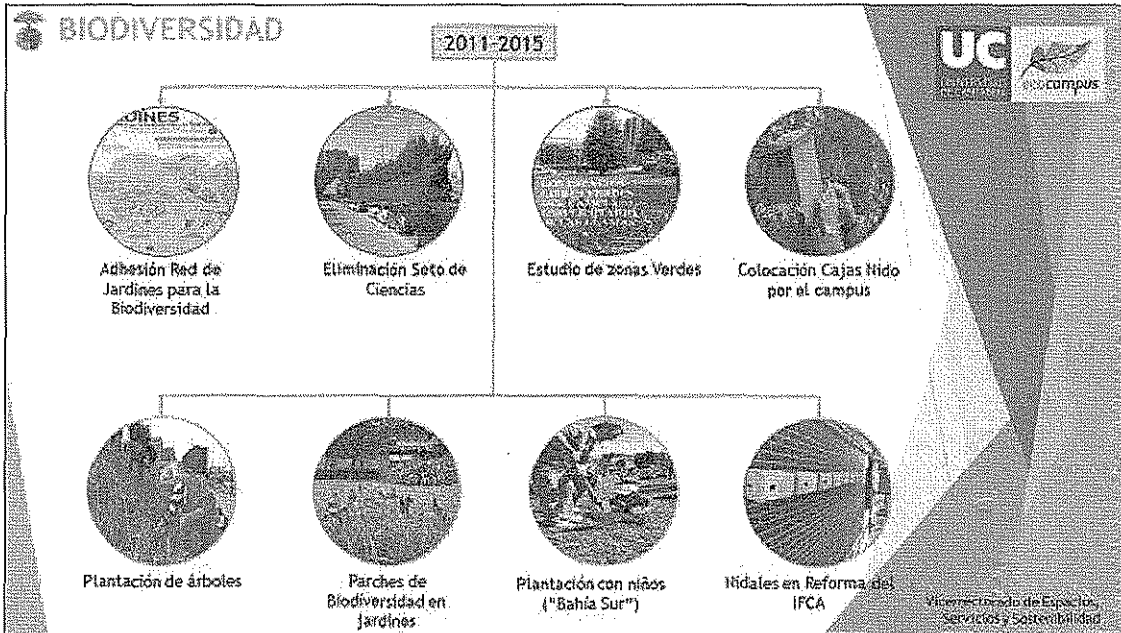 BIODIVERSIDAD
2011-2015
UC
ecocampus
Adhesión Red de
Jardines para la
Biodiversidad
Eliminación Seto de
Ciencias
Estudio de zonas Verdes
Colocación Cajas Nido
por el campus
Plantación de árboles
Parches de
Biodiversidad en
Jardines
Plantación con niños
("Bahía Sur")
Nidales en Reforma del
IFCA
Vicerrectorado de Espacios,
Servicios y Sostenibilidad